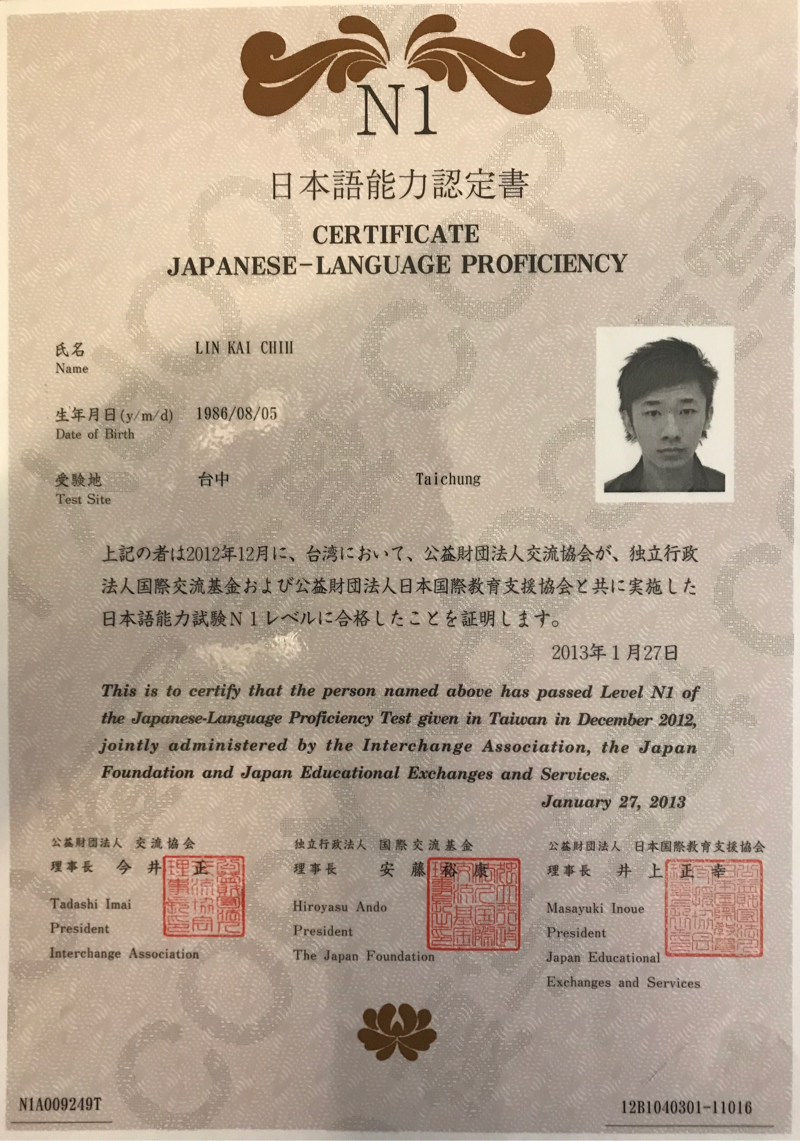 N1
日本語能力認定書
CERTIFICATE
JAPANESE-LANGUAGE PROFICIENCY
氏名 LIN KAI CHIH
Name
生年月日(y/m/d) 1986/08/05
Date of Birth
受験地 台中 Taichung
Test Site
上記の者は2012年12月に、台湾において、公益財団法人交流協会が、独立行政
法人国際交流基金および公益財団法人日本国際教育支援協会と共に実施した
日本語能力試験N1レベルに合格したことを証明します。
2013年1月27日
This is to certify that the person named above has passed Level N1 of
the Japanese-Language Proficiency Test given in Taiwan in December 2012,
jointly administered by the Interchange Association, the Japan
Foundation and Japan Educational Exchanges and Services.
January 27, 2013
公益財団法人 交流協会
理事長 今井 正
Tadashi Imai
President
Interchange Association
独立行政法人 国際交流基金
理事長 安藤裕康
Hiroyasu Ando
President
The Japan Foundation
公益財団法人 日本国際教育支援協会
理事長 井上正幸
Masayuki Inoue
President
Japan Educational
Exchanges and Services
N1A009249T
12B1040301-11016